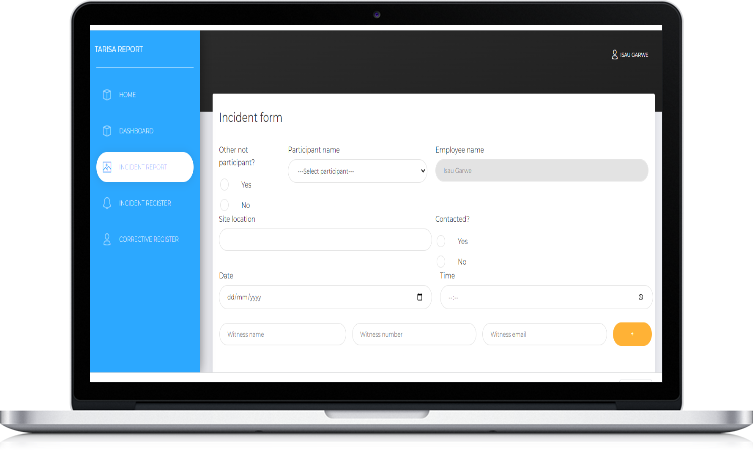 TARISA REPORT
ISAU GARWE
HOME
DASHBOARD
INCIDENT REPORT
INCIDENT REGISTER
CORRECTIVE REGISTER
Incident form
Other not
participant?
Yes
No
Participant name
---Select participant---
Employee name
Isau Garwe
Site location
Contacted?
Yes
No
Date
dd/mm/yyyy
Time
--:--
Witness name
Witness number
Witness email
+